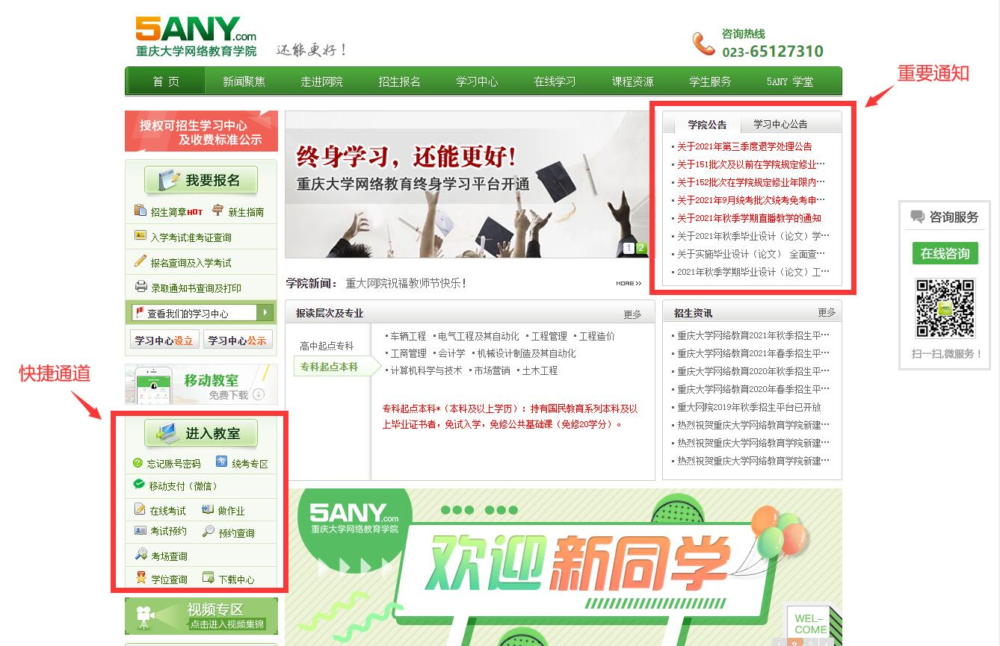 5ANY.com
重庆大学网络教育学院
还能更好！
咨询热线
023-65127310
首 页 新闻聚焦 走进网院 招生报名 学习中心 在线学习 课程资源 学生服务 5ANY 学堂
重要通知
授权可招生学习中心
及收费标准公示
我要报名
招生简章HOT 新生指南
入学考试准考证查询
报名查询及入学考试
录取通知书查询及打印
查看我们的学习中心
学习中心设立 学习中心公示
移动教室
免费下载
快捷通道
进入教室
忘记账号密码 统考专区
移动支付（微信）
在线考试 做作业
考试预约 预约查询
考场查询
学位查询 下载中心
视频专区
点击进入视频集锦
终身学习，还能更好!
重庆大学网络教育终身学习平台开通
1 2
学院新闻： 重大网院祝福教师节快乐！ MORE>>
报读层次及专业 更多
高中起点专科
专科起点本科
·车辆工程 ·电气工程及其自动化 ·工程管理 ·工程造价
·工商管理 ·会计学 ·机械设计制造及其自动化
·计算机科学与技术 ·市场营销 ·土木工程
专科起点本科*（本科及以上学历）：持有国民教育系列本科及以
上毕业证书者，免试入学，免修公共基础课（免修20学分）。
学院公告 学习中心公告
·关于2021年第三季度退学处理公告
·关于151批次及以前在学院规定修业···
·关于152批次在学院规定修业年限内···
·关于2021年9月统考批次统考免考申···
·关于2021年秋季学期直播教学的通知
·关于2021年秋季毕业设计（论文）学···
·关于实施毕业设计（论文） 全面查···
·2021年秋季学期毕业设计（论文）工···
招生资讯 更多
·重庆大学网络教育2021年秋季招生平···
·重庆大学网络教育2021年春季招生平···
·重庆大学网络教育2020年秋季招生平···
·重庆大学网络教育2020年春季招生平···
·重大网院2019年秋季招生平台已开放
·热烈祝贺重庆大学网络教育学院新建···
·热烈祝贺重庆大学网络教育学院新建···
·热烈祝贺重庆大学网络教育学院新建···
咨询服务
在线咨询
扫一扫,微服务！
5ANY.com
重庆大学网络教育学院
欢迎新同学
WEL-
COME
1 2 3 4